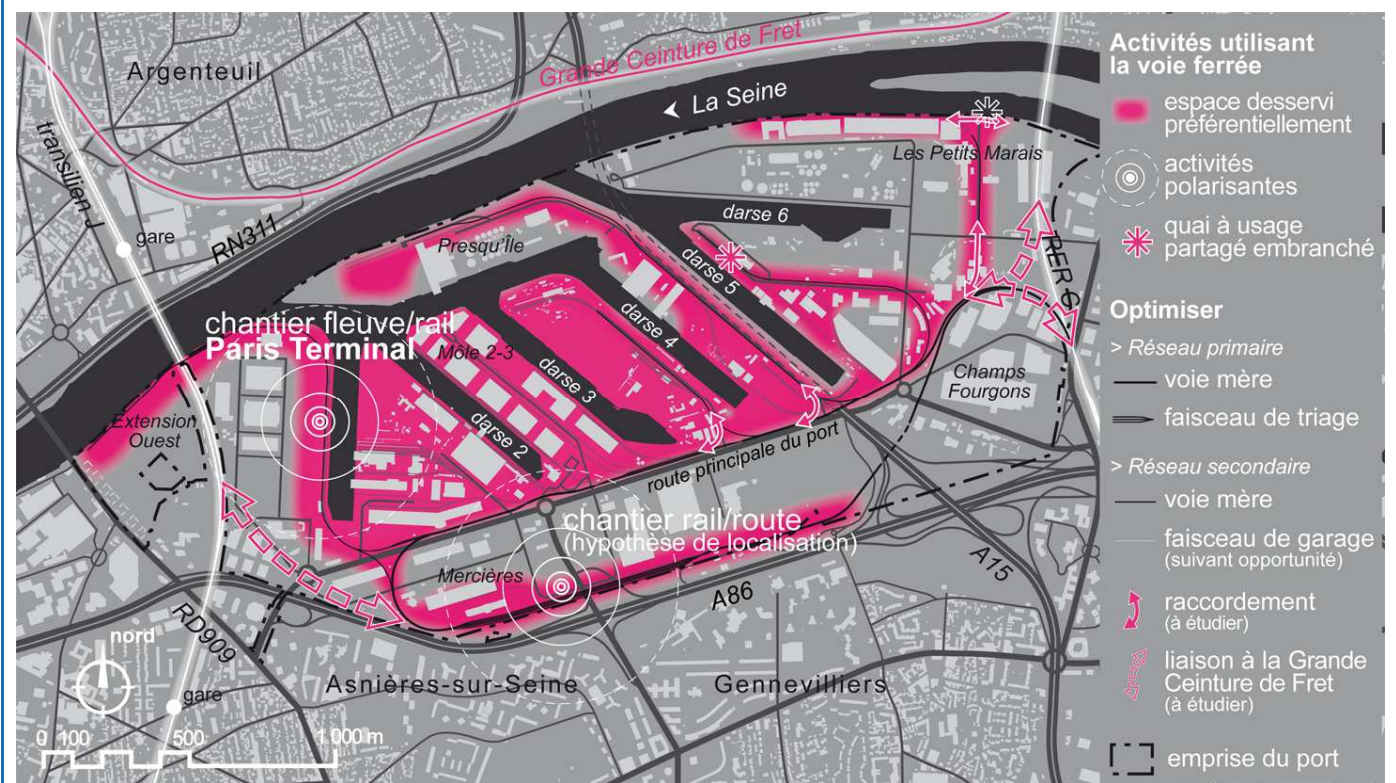 Argenteuil
Grande Ceinture de Fret
La Seine
transilien J
gare
RN311
Les Petits Marais
darse 6
Presqu'Île
darse 5
RER C
chantier fleuve/rail
Paris Terminal
Môle 2-3
darse 4
darse 3
darse 2
Champs
Fourgons
Extension
Ouest
route principale du port
chantier rail/route
(hypothèse de localisation)
Mercières
A15
A86
RD909
nord
gare
Asnières-sur-Seine
Gennevilliers
0 100 500 1 000 m
Activités utilisant
la voie ferrée
espace desservi
préférentiellement
activités
polarisantes
quai à usage
partagé embranché
Optimiser
> Réseau primaire
voie mère
faisceau de triage
> Réseau secondaire
voie mère
faisceau de garage
(suivant opportunité)
raccordement
(à étudier)
liaison à la Grande
Ceinture de Fret
(à étudier)
emprise du port